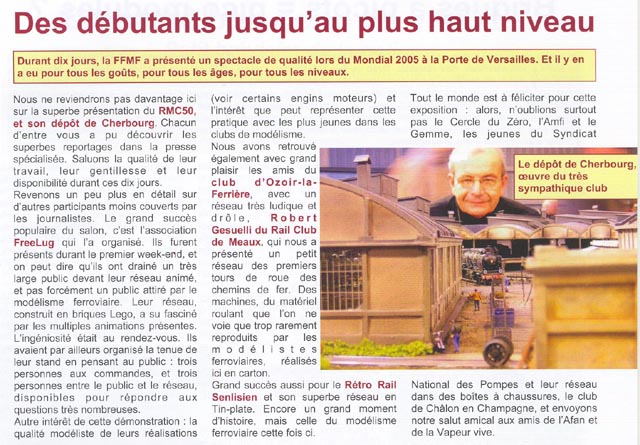 Des débutants jusqu'au plus haut niveau
Durant dix jours, la FFMF a présenté un spectacle de qualité lors du Mondial 2005 à la Porte de Versailles. Et il y en
a eu pour tous les goûts, pour tous les âges, pour tous les niveaux.
Nous ne reviendrons pas davantage ici
sur la superbe présentation du RMC50,
et son dépôt de Cherbourg. Chacun
d'entre vous a pu découvrir les
superbes reportages dans la presse
spécialisée. Saluons la qualité de leur
travail, leur gentillesse et leur
disponibilité durant ces dix jours.
Revenons un peu plus en détail sur
d'autres participants moins couverts par
les journalistes. Le grand succès
populaire du salon, c'est l'association
FreeLug qui l'a organisé. Ils furent
présents durant le premier week-end, et
on peut dire qu'ils ont drainé un très
large public devant leur réseau animé,
et pas forcément un public attiré par le
modélisme ferroviaire. Leur réseau,
construit en briques Lego, a su fasciné
par les multiples animations présentes.
L'ingéniosité était au rendez-vous. Ils
avaient par ailleurs organisé la tenue de
leur stand en pensant au public : trois
personnes aux commandes, et trois
personnes entre le public et le réseau,
disponibles pour répondre aux
questions très nombreuses.
Autre intérêt de cette démonstration : la
qualité modéliste de leurs réalisations
(voir certains engins moteurs) et
l'intérêt que peut représenter cette
pratique avec les plus jeunes dans les
clubs de modélisme.
Nous avons retrouvé
également avec grand
plaisir les amis du
club d'Ozoir-la-
Ferrière, avec un
réseau très ludique et
drôle, Robert
Gesuelli du Rail Club
de Meaux, qui nous a
présenté un petit
réseau des premiers
tours de roue des
chemins de fer. Des
machines, du matériel
roulant que l'on ne
voie que trop rarement
reproduits par les
modélistes
ferroviaires, réalisés
ici en carton.
Grand succès aussi pour le Rétro Rail
Senlisien et son superbe réseau en
Tin-plate. Encore un grand moment
d'histoire, mais celle du modélisme
ferroviaire cette fois ci.
Tout le monde est à féliciter pour cette
exposition : alors, n'oublions surtout
pas le Cercle du Zéro, l'Amfi et le
Gemme, les jeunes du Syndicat
Le dépôt de Cherbourg,
œuvre du très
sympathique club
National des Pompes et leur réseau
dans des boîtes à chaussures, le club
de Châlon en Champagne, et envoyons
notre salut amical aux amis de l'Afan et
de la Vapeur vive.